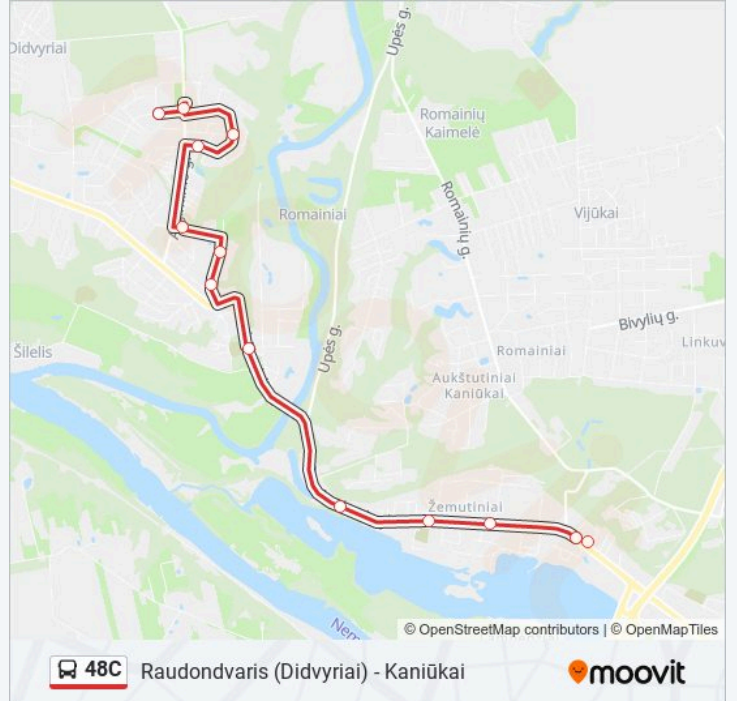 Didvyriai
Upės g.
Romainių
Kaimelė
Romainių g.
Romainiai
Vijūkai
Bivylių g.
Upės g.
Šilelis
Romainiai
Linkuv
Aukštutiniai
Kaniūkai
Žemutiniai
Nem
© OpenStreetMap contributors | © OpenMapTiles
48C Raudondvaris (Didvyriai) - Kaniūkai
moovit